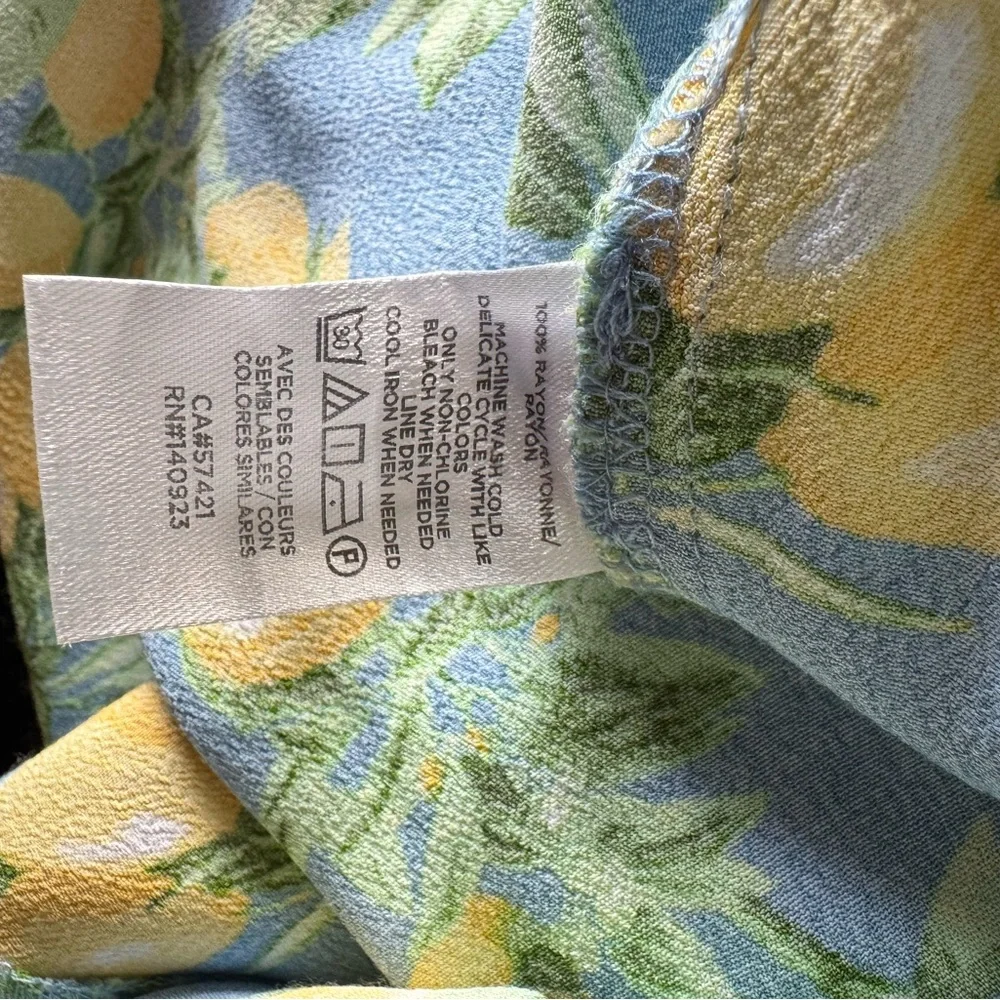 100% RAYON/RAYONNE/
RAYON
MACHINE WASH COLD
DELICATE CYCLE WITH LIKE
COLORS
ONLY NON-CHLORINE
BLEACH WHEN NEEDED
LINE DRY
COOL IRON WHEN NEEDED
30
P
AVEC DES COULEURS
SEMBLABLES / CON
COLORES SIMILARES
CA#57421
RN#140923